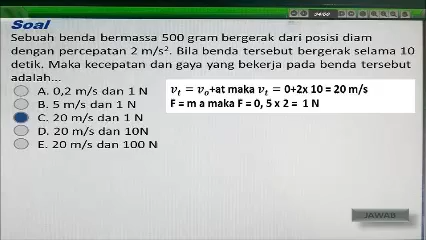 34/60
Soal
Sebuah benda bermassa 500 gram bergerak dari posisi diam
dengan percepatan 2 m/s². Bila benda tersebut bergerak selama 10
detik. Maka kecepatan dan gaya yang bekerja pada benda tersebut
adalah...
A. 0,2 m/s dan 1 N
B. 5 m/s dan 1 N
C. 20 m/s dan 1 N
D. 20 m/s dan 10N
E. 20 m/s dan 100 N
vₜ = vₒ+at maka vₜ = 0+2x 10 = 20 m/s
F = m a maka F = 0, 5 x 2 = 1 N
JAWAB